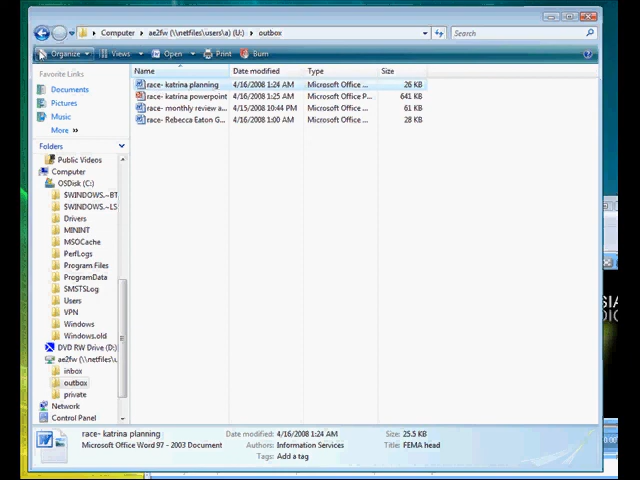 Computer ▸ ae2fw (\\netfiles\users\a) (U:) ▸ outbox
Search
Organize Views Open Print Burn
Favorite Links
Documents
Pictures
Music
More »
Folders
Public Videos
Computer
OSDisk (C:)
$WINDOWS.~BT
$WINDOWS.~LS
Drivers
MININT
MSOCache
PerfLogs
Program Files
ProgramData
SMSTSLog
Users
VPN
Windows
Windows.old
DVD RW Drive (D:)
ae2fw (\\netfiles\u
inbox
outbox
private
Network
Control Panel
Name Date modified Type Size
race- katrina planning 4/16/2008 1:24 AM Microsoft Office ... 26 KB
race- katrina powerpoint 4/16/2008 1:25 AM Microsoft Office P... 641 KB
race- monthly review a... 4/15/2008 10:44 PM Microsoft Office ... 61 KB
race- Rebecca Eaton G... 4/16/2008 1:00 AM Microsoft Office ... 28 KB
race- katrina planning Date modified: 4/16/2008 1:24 AM Size: 25.5 KB
Microsoft Office Word 97 - 2003 Document Authors: Information Services Title: FEMA head
Tags: Add a tag